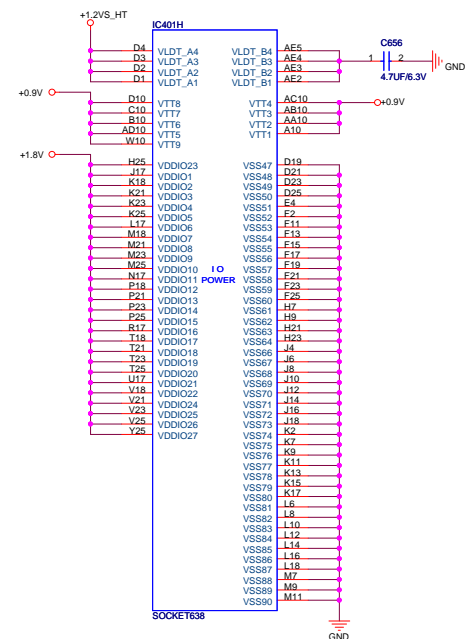 +1.2VS_HT
IC401H
D4 VLDT_A4 VLDT_B4 AE5
D3 VLDT_A3 VLDT_B3 AE4
D2 VLDT_A2 VLDT_B2 AE3
D1 VLDT_A1 VLDT_B1 AE2
C656
1 2
4.7UF/6.3V
GND
+0.9V
D10 VTT8 VTT4 AC10
C10 VTT7 VTT3 AB10
B10 VTT6 VTT2 AA10
AD10 VTT5 VTT1 A10
W10 VTT9
+0.9V
+1.8V
H25 VDDIO23 VSS47 D19
J17 VDDIO1 VSS48 D21
K18 VDDIO2 VSS49 D23
K21 VDDIO3 VSS50 D25
K23 VDDIO4 VSS51 E4
K25 VDDIO5 VSS52 F2
L17 VDDIO6 VSS53 F11
M18 VDDIO7 VSS54 F13
M21 VDDIO8 VSS55 F15
M23 VDDIO9 VSS56 F17
M25 VDDIO10 I O VSS57 F19
N17 VDDIO11 POWER VSS58 F21
P18 VDDIO12 VSS59 F23
P21 VDDIO13 VSS60 F25
P23 VDDIO14 VSS61 H7
P25 VDDIO15 VSS62 H9
R17 VDDIO16 VSS63 H21
T18 VDDIO17 VSS64 H23
T21 VDDIO18 VSS66 J4
T23 VDDIO19 VSS67 J6
T25 VDDIO20 VSS68 J8
U17 VDDIO21 VSS69 J10
V18 VDDIO22 VSS70 J12
V21 VDDIO24 VSS71 J14
V23 VDDIO25 VSS72 J16
V25 VDDIO26 VSS73 J18
Y25 VDDIO27 VSS74 K2
VSS75 K7
VSS76 K9
VSS77 K11
VSS78 K13
VSS79 K15
VSS80 K17
VSS81 L6
VSS82 L8
VSS83 L10
VSS84 L12
VSS85 L14
VSS86 L16
VSS87 L18
VSS88 M7
VSS89 M9
VSS90 M11
SOCKET638
GND